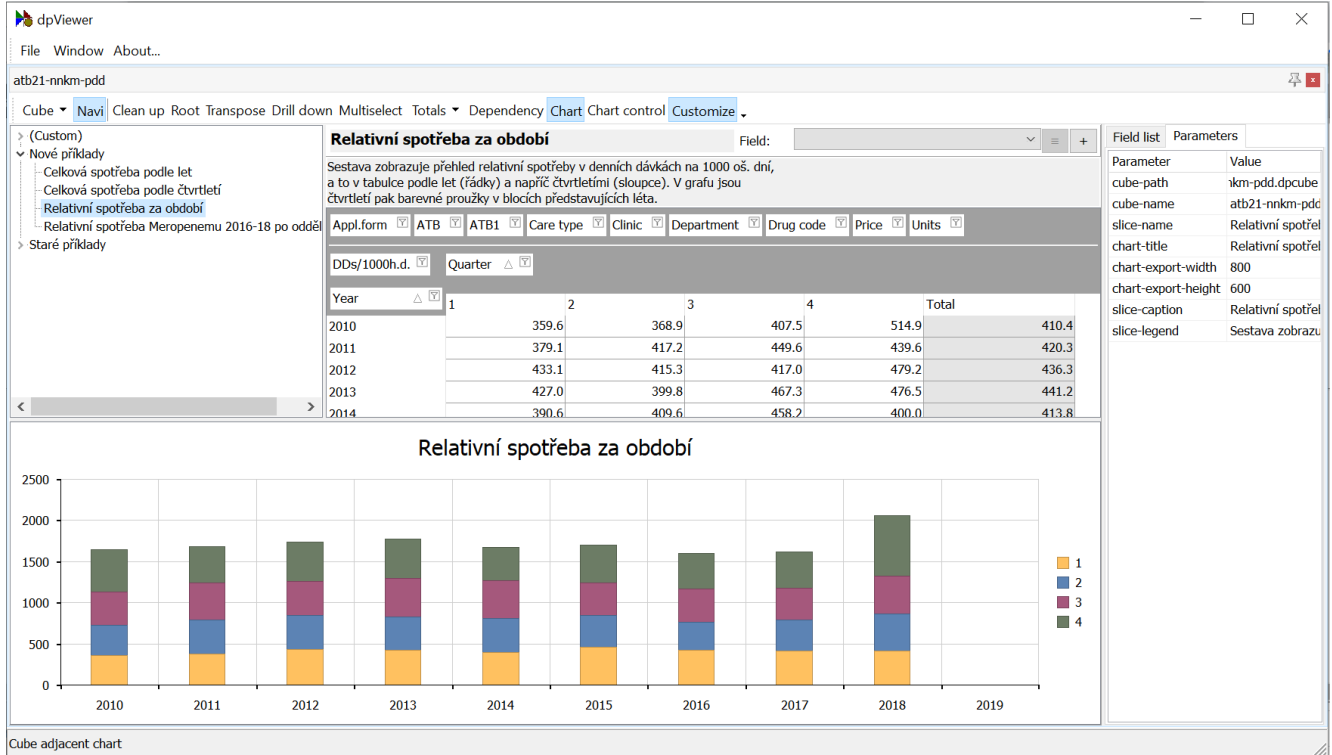 dpViewer
File Window About...
atb21-nnkm-pdd
Cube Navi Clean up Root Transpose Drill down Multiselect Totals Dependency Chart Chart control Customize
(Custom)
Nové příklady
Celková spotřeba podle let
Celková spotřeba podle čtvrtletí
Relativní spotřeba za období
Relativní spotřeba Meropenemu 2016-18 po odděl
Staré příklady
Relativní spotřeba za období
Field:
Sestava zobrazuje přehled relativní spotřeby v denních dávkách na 1000 oš. dní,
a to v tabulce podle let (řádky) a napříč čtvrtletími (sloupce). V grafu jsou
čtvrtletí pak barevné proužky v blocích představujících léta.
Appl.form ATB ATB1 Care type Clinic Department Drug code Price Units
DDs/1000h.d. Quarter
Year 1 2 3 4 Total
2010 359.6 368.9 407.5 514.9 410.4
2011 379.1 417.2 449.6 439.6 420.3
2012 433.1 415.3 417.0 479.2 436.3
2013 427.0 399.8 467.3 476.5 441.2
2014 390.6 409.6 458.2 400.0 413.8
Field list Parameters
Parameter Value
cube-path nkm-pdd.dpcube
cube-name atb21-nnkm-pdd
slice-name Relativní spotřel
chart-title Relativní spotřel
chart-export-width 800
chart-export-height 600
slice-caption Relativní spotřel
slice-legend Sestava zobrazu
Relativní spotřeba za období
2500
2000
1500
1000
500
0
2010 2011 2012 2013 2014 2015 2016 2017 2018 2019
1
2
3
4
Cube adjacent chart